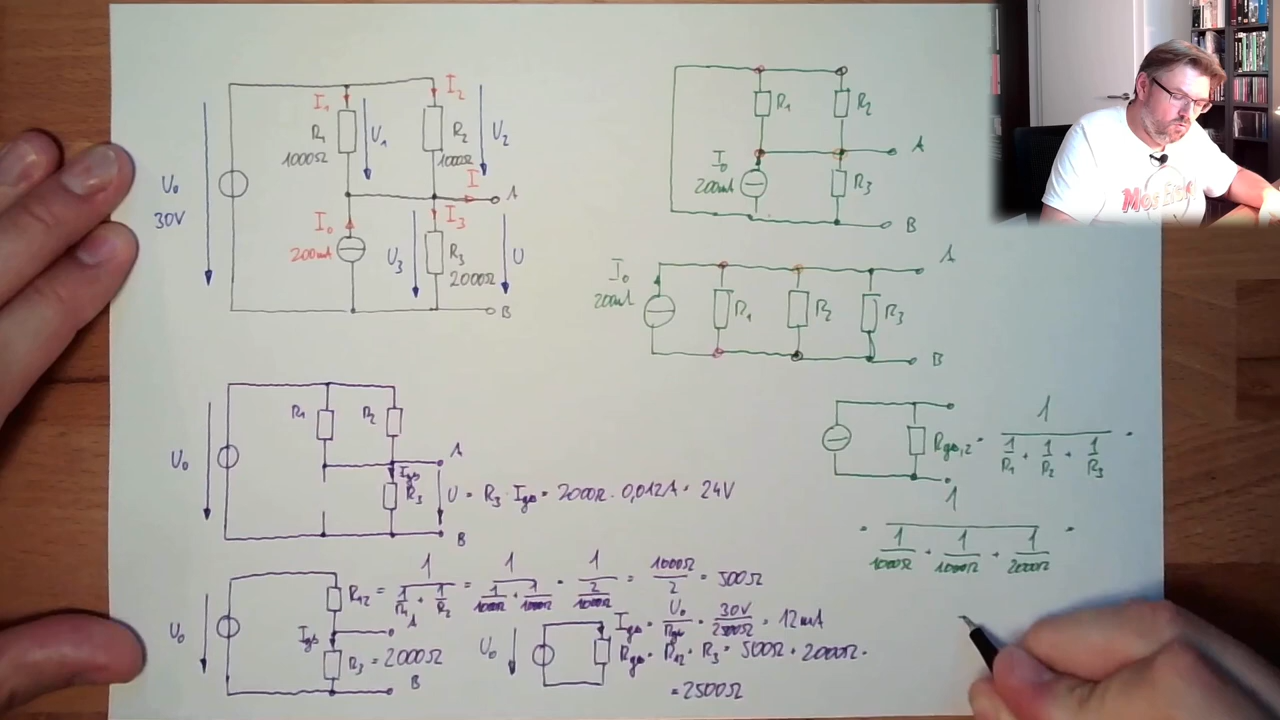 I₁
I₂
R₁
1000Ω
U₁
R₂
1000Ω
U₂
U₀
30V
I
A
I₀
200mA
U₃
I₃
R₃
2000Ω
U
B
R₁
R₂
I₀
200mA
A
R₃
B
I₀
200mA
R₁
R₂
R₃
A
B
U₀
R₁
R₂
A
Iges
R₃
U = R₃ · Iges = 2000Ω · 0,012A = 24V
B
Rges,2 = 1 / (1/R₁ + 1/R₂ + 1/R₃) =
= 1 / (1/1000Ω + 1/1000Ω + 1/2000Ω) =
U₀
R₁₂ = 1 / (1/R₁ + 1/R₂) = 1 / (1/1000Ω + 1/1000Ω) = 1 / (2/1000Ω) = 1000Ω/2 = 500Ω
A
Iges
R₃ = 2000Ω
B
U₀
Iges = U₀/Rges = 30V/2500Ω = 12mA
Rges = R₁₂ + R₃ = 500Ω + 2000Ω =
= 2500Ω